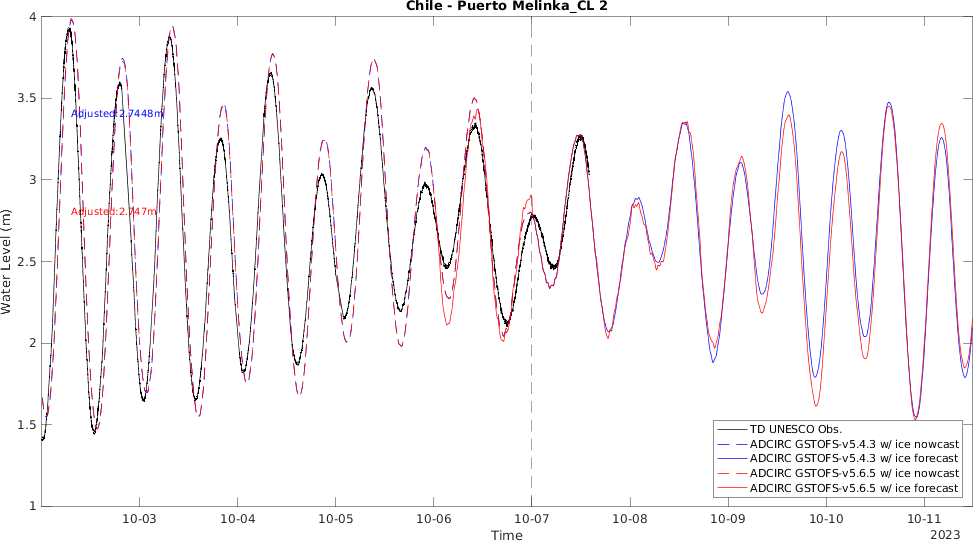 Chile - Puerto Melinka_CL 2
Water Level (m)
4
3.5
3
2.5
2
1.5
1
Adjusted:2.7448m
Adjusted:2.747m
TD UNESCO Obs.
ADCIRC GSTOFS-v5.4.3 w/ ice nowcast
ADCIRC GSTOFS-v5.4.3 w/ ice forecast
ADCIRC GSTOFS-v5.6.5 w/ ice nowcast
ADCIRC GSTOFS-v5.6.5 w/ ice forecast
10-03 10-04 10-05 10-06 10-07 10-08 10-09 10-10 10-11
Time
2023